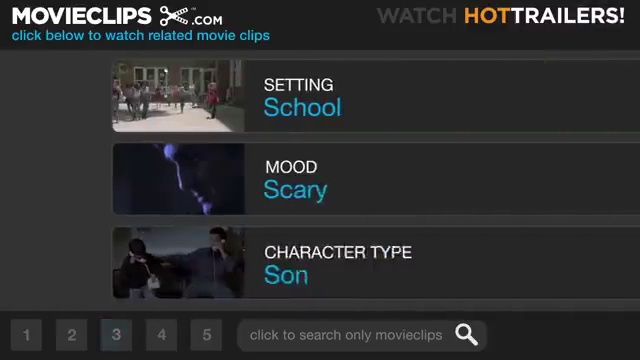 MOVIECLIPS.COM
WATCH HOTTRAILERS!
click below to watch related movie clips
SETTING
School
MOOD
Scary
CHARACTER TYPE
Son
1 2 3 4 5
click to search only movieclips